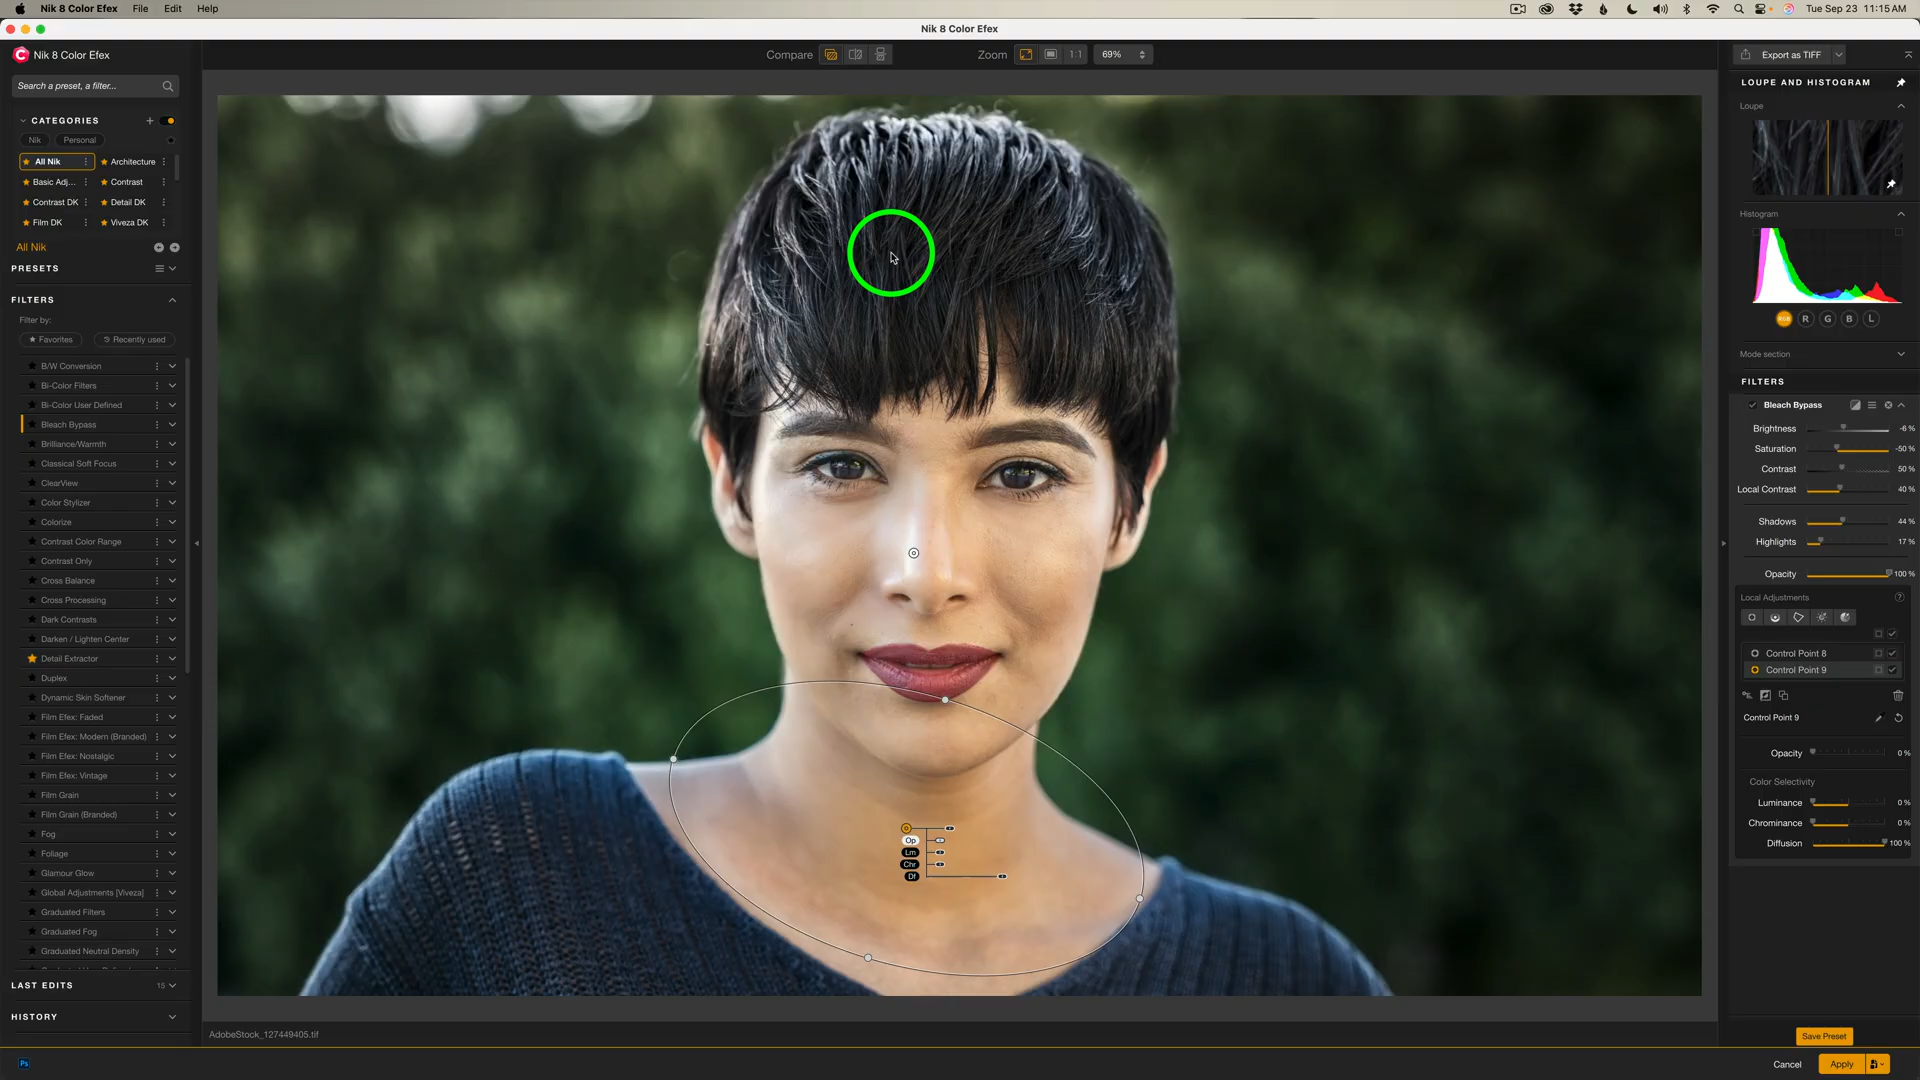 Nik 8 Color Efex File Edit Help
Tue Sep 23 11:15 AM
Nik 8 Color Efex
Nik 8 Color Efex
Compare
Zoom
1:1
69%
Export as TIFF
Search a preset, a filter...
CATEGORIES
Nik
Personal
All Nik
Architecture
Basic Adj...
Contrast
Contrast DK
Detail DK
Film DK
Viveza DK
All Nik
PRESETS
FILTERS
Filter by:
Favorites
Recently used
B/W Conversion
Bi-Color Filters
Bi-Color User Defined
Bleach Bypass
Brilliance/Warmth
Classical Soft Focus
ClearView
Color Stylizer
Colorize
Contrast Color Range
Contrast Only
Cross Balance
Cross Processing
Dark Contrasts
Darken / Lighten Center
Detail Extractor
Duplex
Dynamic Skin Softener
Film Efex: Faded
Film Efex: Modern (Branded)
Film Efex: Nostalgic
Film Efex: Vintage
Film Grain
Film Grain (Branded)
Fog
Foliage
Glamour Glow
Global Adjustments [Viveza]
Graduated Filters
Graduated Fog
Graduated Neutral Density
LAST EDITS
15
HISTORY
Ps
Op
Lm
Chr
Df
AdobeStock_127449405.tif
LOUPE AND HISTOGRAM
Loupe
Histogram
RGB R G B L
Mode section
FILTERS
Bleach Bypass
Brightness -6 %
Saturation -50 %
Contrast 50 %
Local Contrast 40 %
Shadows 44 %
Highlights 17 %
Opacity 100 %
Local Adjustments
Control Point 8
Control Point 9
Control Point 9
Opacity 0 %
Color Selectivity
Luminance 0 %
Chrominance 0 %
Diffusion 100 %
Save Preset
Cancel
Apply